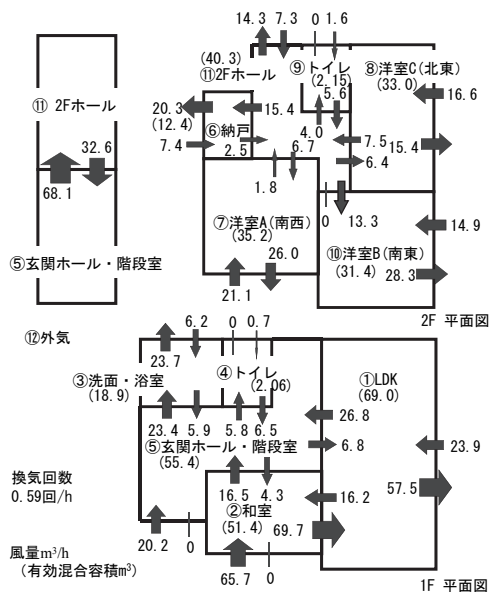 14.3 7.3 0 1.6
(40.3)
⑪2Fホール
⑨トイレ
(2.15)
5.6
⑧洋室C(北東)
(33.0)
⑪ 2Fホール
20.3
(12.4)
15.4
16.6
⑥納戸
7.4
2.5
4.0
6.7
7.5
6.4
15.4
32.6
68.1
1.8
0
13.3
14.9
⑦洋室A(南西)
(35.2)
⑤玄関ホール・階段室
26.0
⑩洋室B(南東)
(31.4)
28.3
21.1
2F 平面図
⑫外気
6.2 0 0.7
23.7
③洗面・浴室
(18.9)
④トイレ
(2.06)
①LDK
(69.0)
23.4 5.9 5.8 6.5
26.8
⑤玄関ホール・階段室
(55.4)
6.8
23.9
換気回数
0.59回/h
16.5 4.3
16.2
57.5
②和室
(51.4)
69.7
20.2 0
風量m³/h
(有効混合容積m³)
65.7 0
1F 平面図